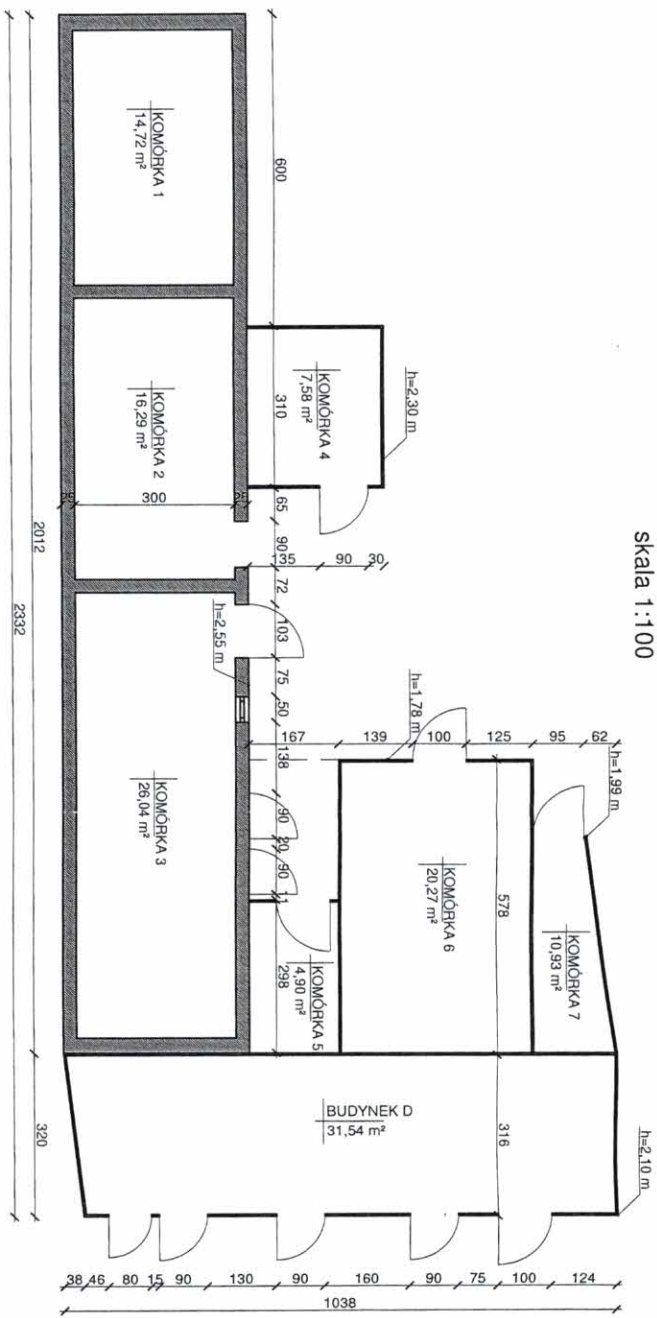 skala 1:100
KOMÓRKA 1
14,72 m²
600
KOMÓRKA 2
16,29 m²
25
300
25
KOMÓRKA 4
7,58 m²
310
h=2,30 m
65
90
72
103
75
50
138
90
20
90
11
298
135
90
30
h=2,55 m
KOMÓRKA 3
26,04 m²
167
139
100
125
95
62
h=1,78 m
h=1,99 m
KOMÓRKA 6
20,27 m²
578
KOMÓRKA 7
10,93 m²
KOMÓRKA 5
4,90 m²
BUDYNEK D
31,54 m²
316
h=2,10 m
2012
320
2332
38
46
80
15
90
130
90
160
90
75
100
124
1038